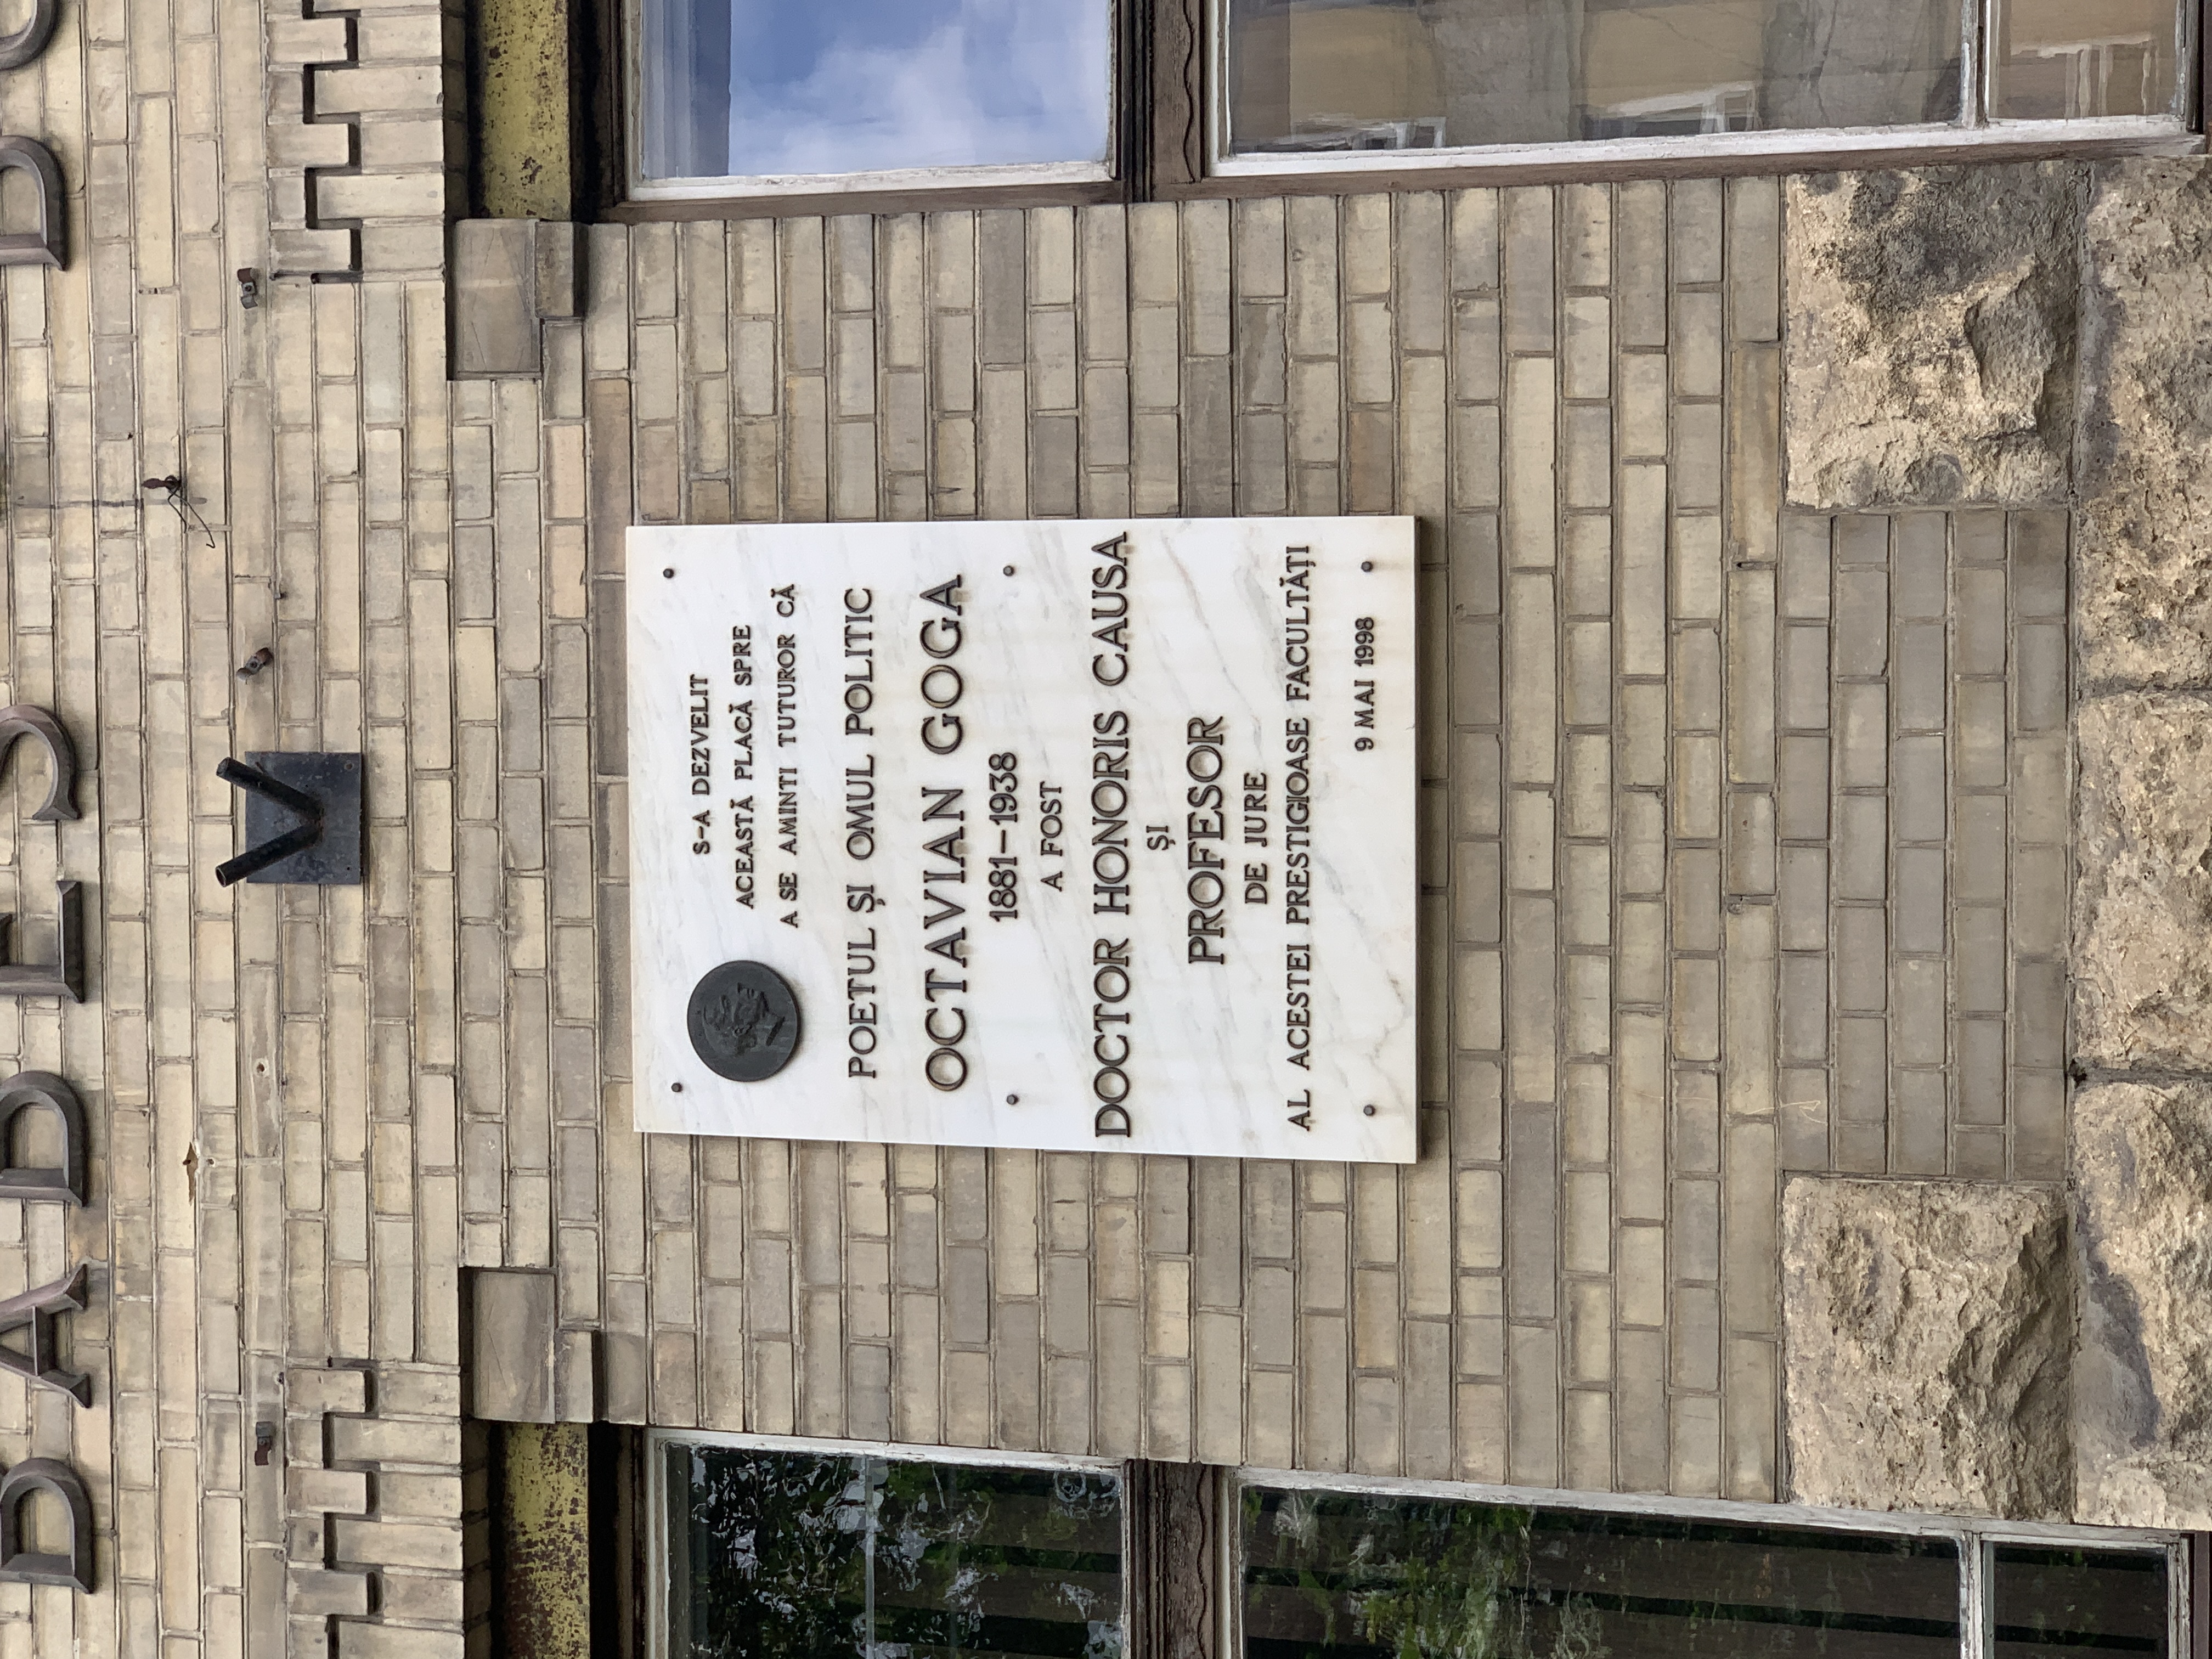 BABEȘ - BO
S-A DEZVELIT
ACEASTĂ PLACĂ SPRE
A SE AMINTI TUTUROR CĂ
POETUL ȘI OMUL POLITIC
OCTAVIAN GOGA
1881-1938
A FOST
DOCTOR HONORIS CAUSA
ȘI
PROFESOR
DE JURE
AL ACESTEI PRESTIGIOASE FACULTĂȚI
9 MAI 1998